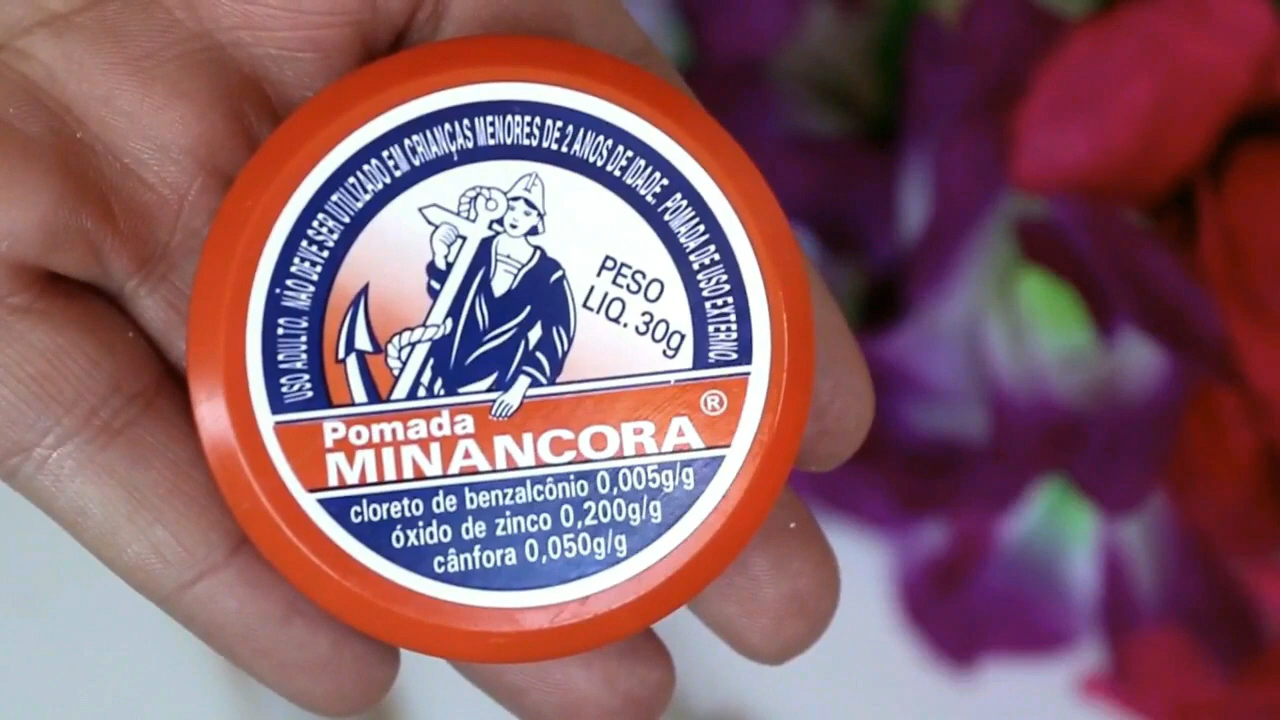 USO ADULTO. NÃO DEVE SER UTILIZADO EM CRIANÇAS MENORES DE 2 ANOS DE IDADE. POMADA DE USO EXTERNO.
PESO
LIQ. 30g
Pomada
MINANCORA ®
cloreto de benzalcônio 0,005g/g
óxido de zinco 0,200g/g
cânfora 0,050g/g